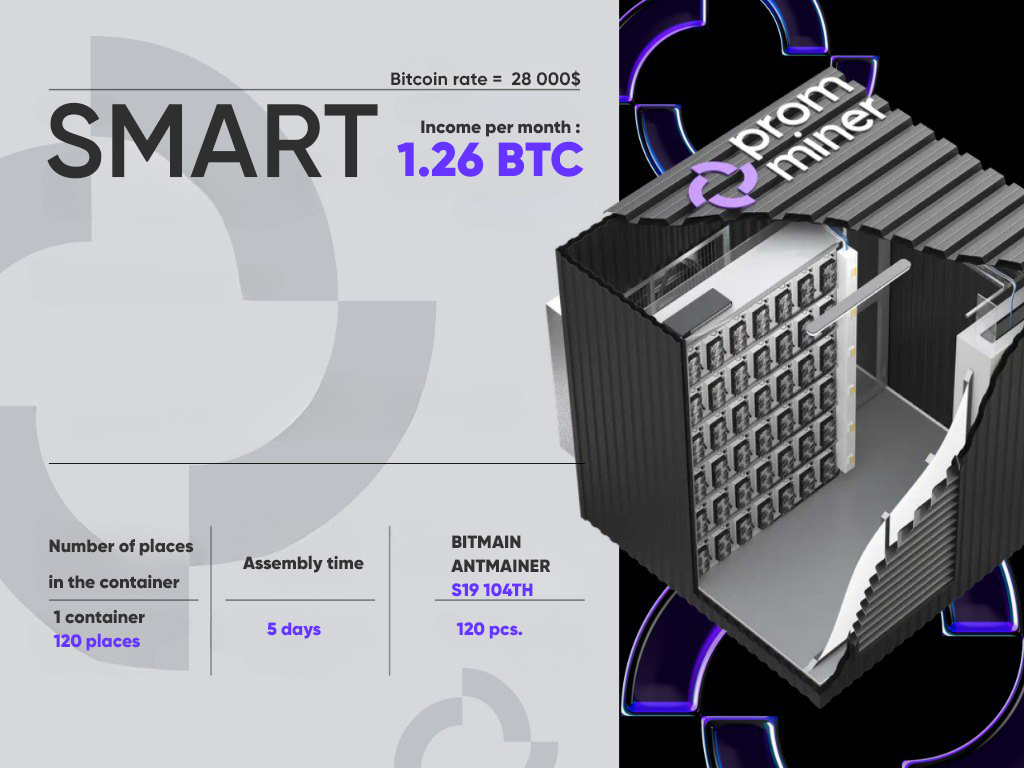 Bitcoin rate = 28 000$
SMART
Income per month :
1.26 BTC
prom
miner
Number of places
in the container
1 container
120 places
Assembly time
5 days
BITMAIN
ANTMAINER
S19 104TH
120 pcs.